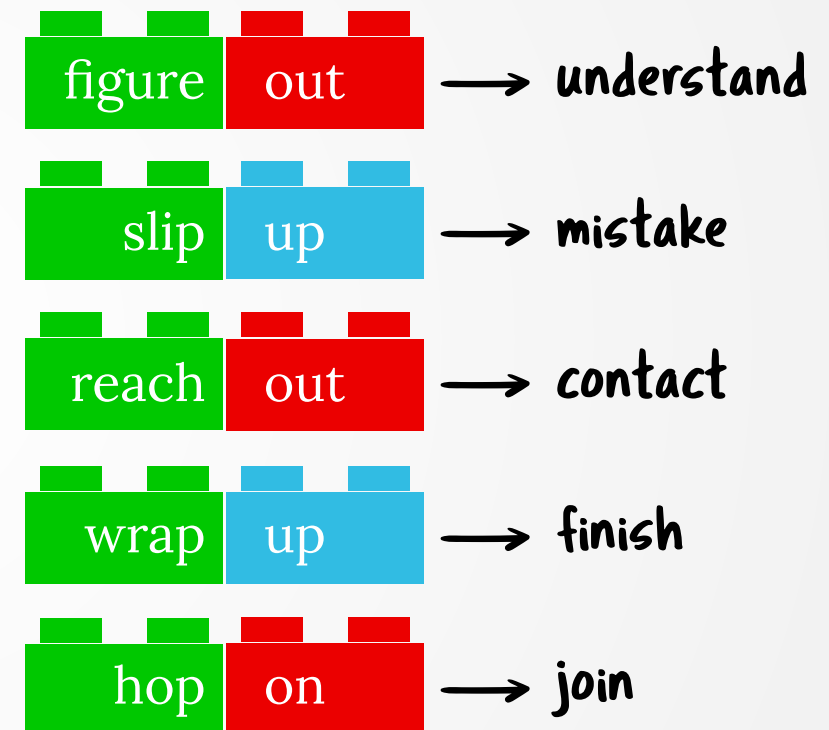 figure out → understand
slip up → mistake
reach out → contact
wrap up → finish
hop on → join